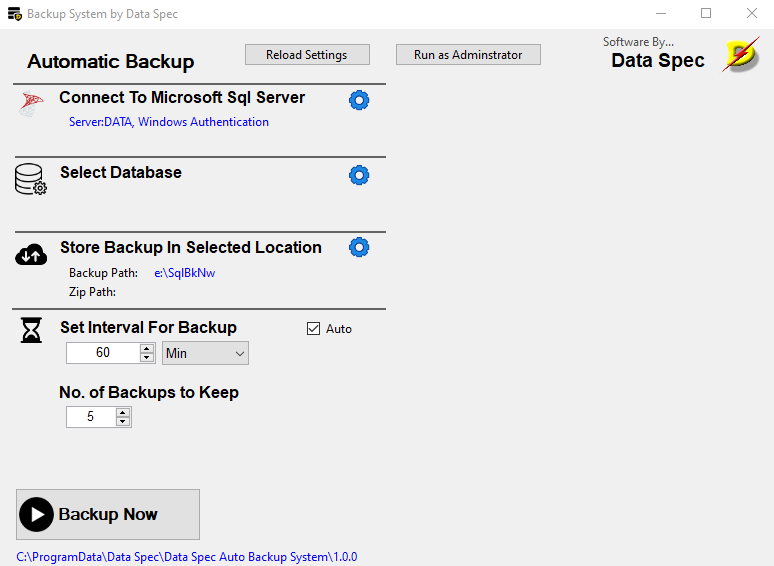 Backup System by Data Spec
Automatic Backup
Reload Settings
Run as Adminstrator
Software By...
Data Spec
Connect To Microsoft Sql Server
Server:DATA, Windows Authentication
Select Database
Store Backup In Selected Location
Backup Path: e:\SqlBkNw
Zip Path:
Set Interval For Backup
Auto
60
Min
No. of Backups to Keep
5
Backup Now
C:\ProgramData\Data Spec\Data Spec Auto Backup System\1.0.0